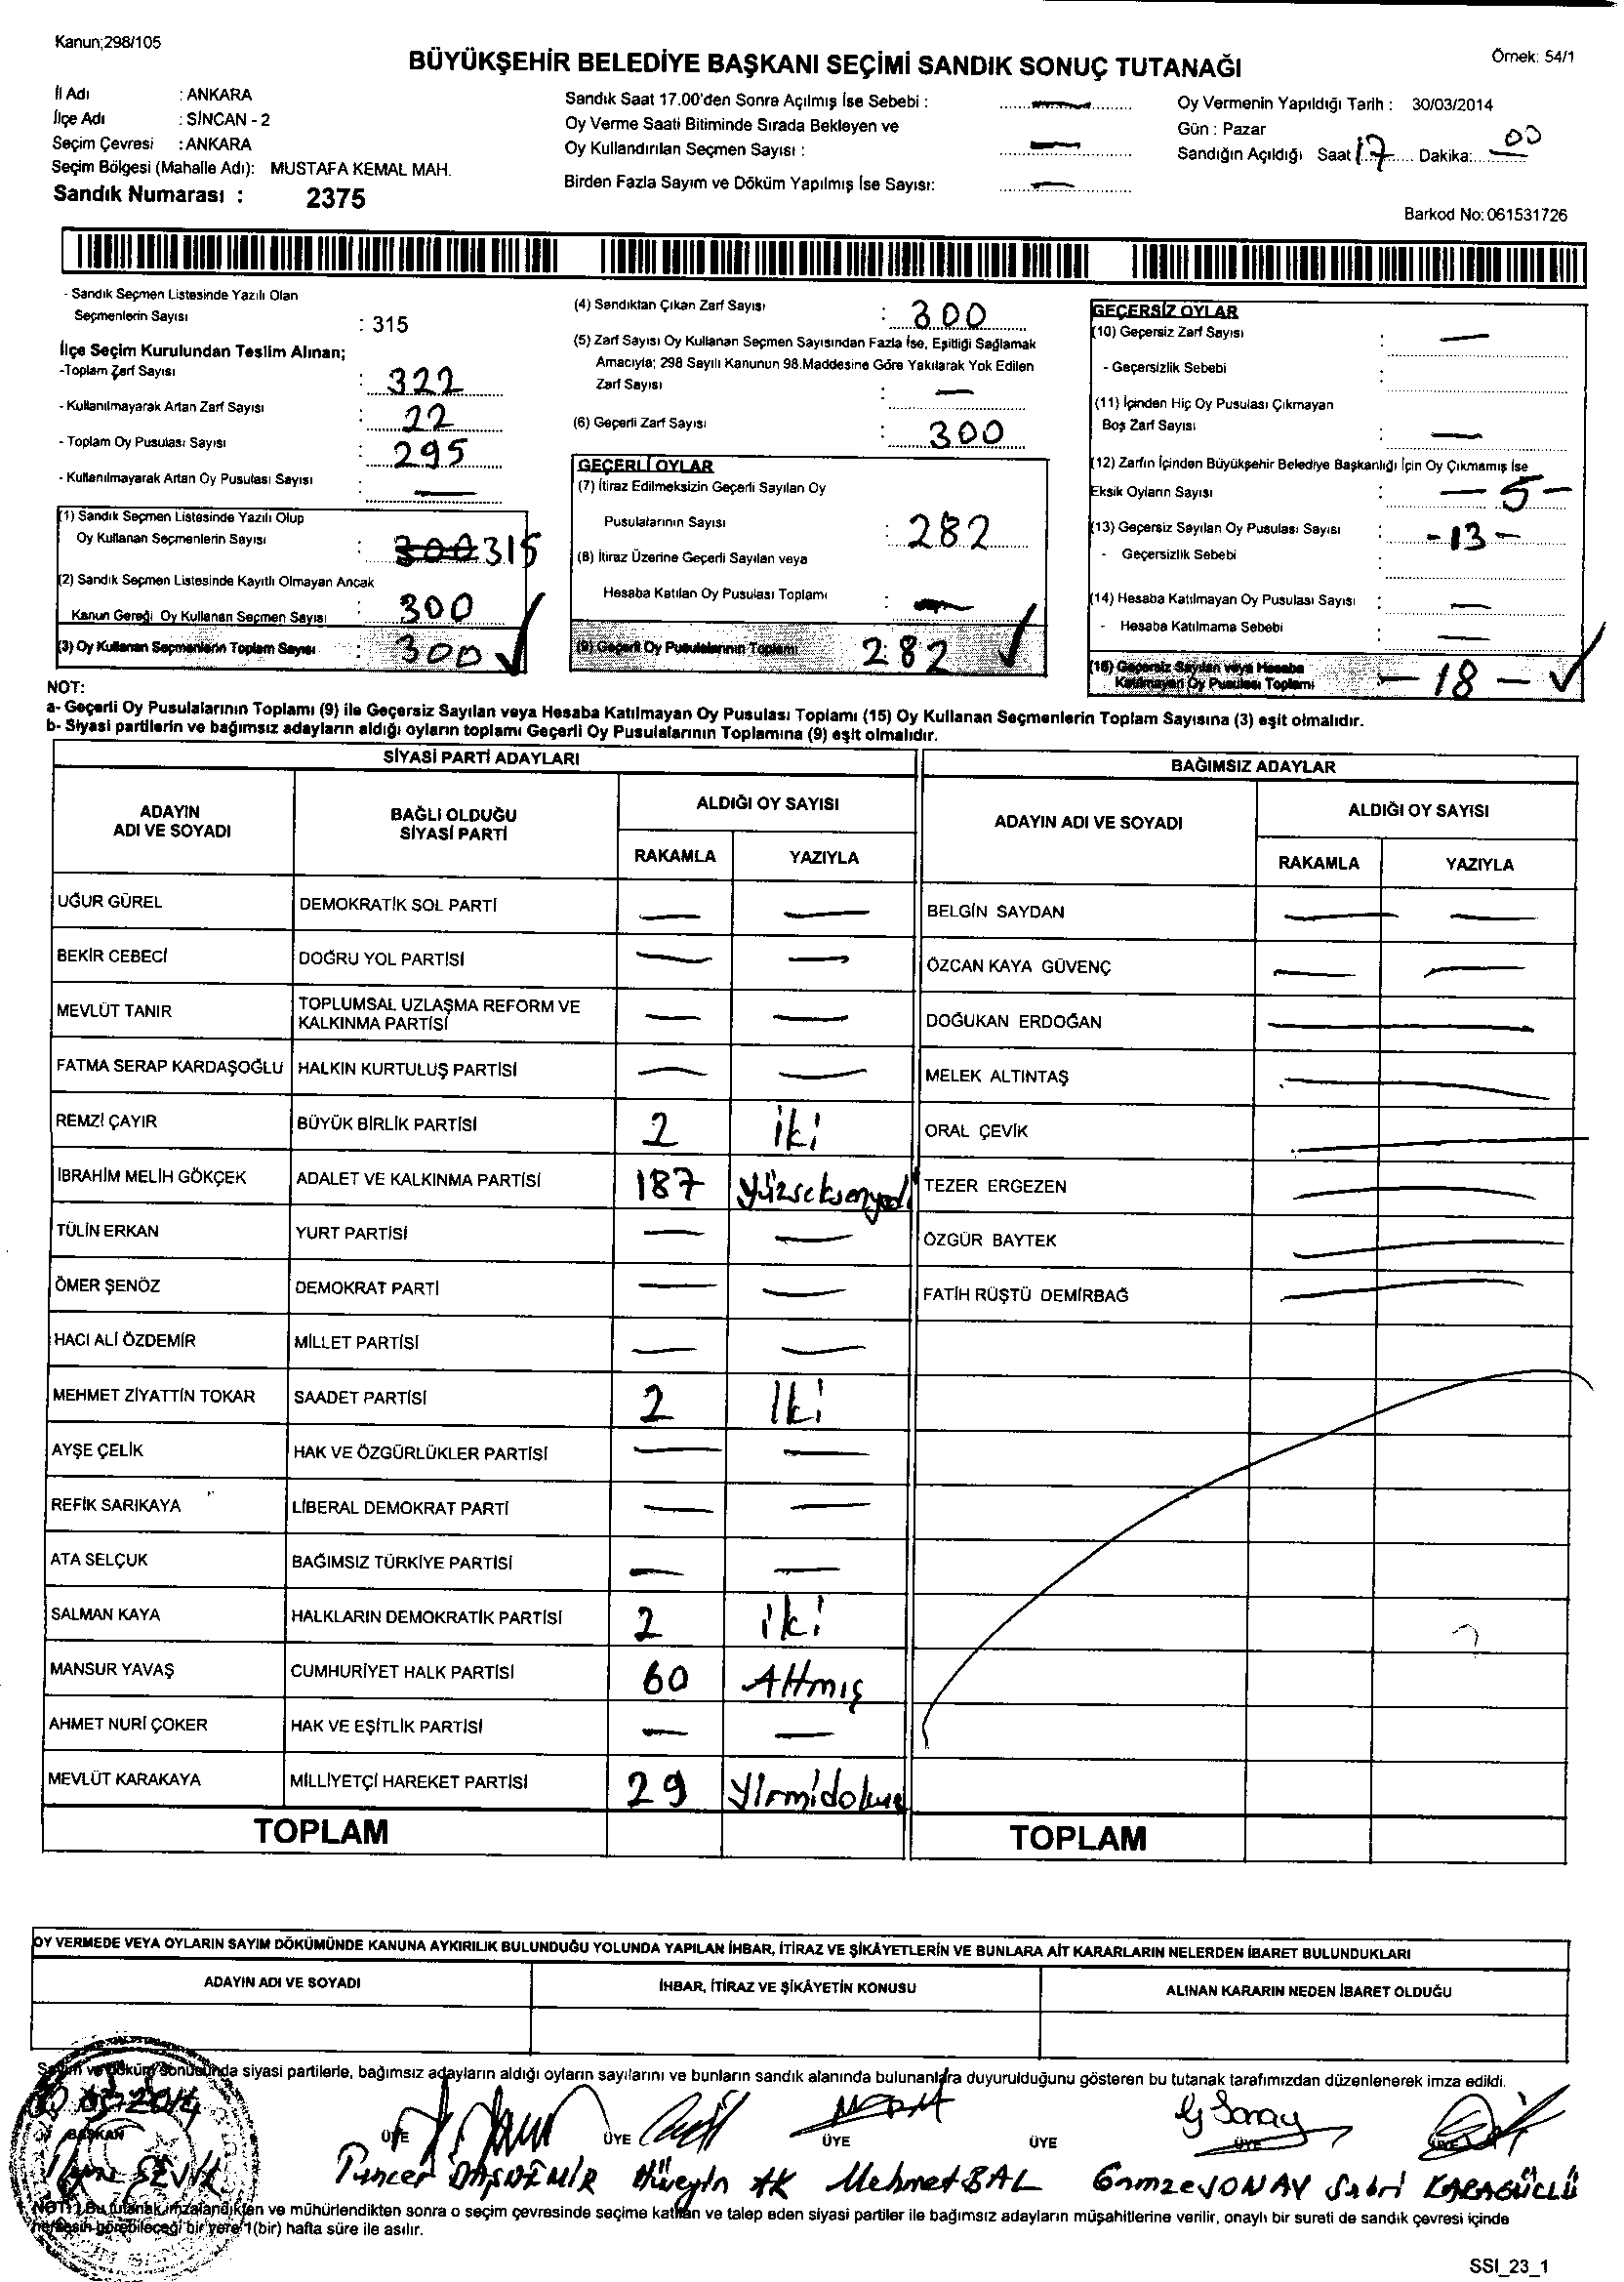 Kanun;298/105
Örnek: 54/1
BÜYÜKŞEHİR BELEDİYE BAŞKANI SEÇİMİ SANDIK SONUÇ TUTANAĞI
İl Adı : ANKARA
İlçe Adı : SİNCAN - 2
Seçim Çevresi : ANKARA
Seçim Bölgesi (Mahalle Adı): MUSTAFA KEMAL MAH.
Sandık Numarası : 2375
Sandık Saat 17.00'den Sonra Açılmış İse Sebebi : —
Oy Verme Saati Bitiminde Sırada Bekleyen ve
Oy Kullandırılan Seçmen Sayısı : —
Birden Fazla Sayım ve Döküm Yapılmış İse Sayısı: —
Oy Vermenin Yapıldığı Tarih : 30/03/2014
Gün : Pazar
Sandığın Açıldığı Saat 17 Dakika: 00
Barkod No: 061531726
- Sandık Seçmen Listesinde Yazılı Olan
Seçmenlerin Sayısı : 315
İlçe Seçim Kurulundan Teslim Alınan;
-Toplam Zarf Sayısı : 322
- Kullanılmayarak Artan Zarf Sayısı : 22
- Toplam Oy Pusulası Sayısı : 295
- Kullanılmayarak Artan Oy Pusulası Sayısı : —
(1) Sandık Seçmen Listesinde Yazılı Olup
Oy Kullanan Seçmenlerin Sayısı : 300 315
(2) Sandık Seçmen Listesinde Kayıtlı Olmayan Ancak
Kanun Gereği Oy Kullanan Seçmen Sayısı : 300
(3) Oy Kullanan Seçmenlerin Toplam Sayısı : 300
(4) Sandıktan Çıkan Zarf Sayısı : 300
(5) Zarf Sayısı Oy Kullanan Seçmen Sayısından Fazla İse, Eşitliği Sağlamak
Amacıyla; 298 Sayılı Kanunun 98.Maddesine Göre Yakılarak Yok Edilen
Zarf Sayısı : —
(6) Geçerli Zarf Sayısı : 300
GEÇERLİ OYLAR
(7) İtiraz Edilmeksizin Geçerli Sayılan Oy
Pusulalarının Sayısı : 282
(8) İtiraz Üzerine Geçerli Sayılan veya
Hesaba Katılan Oy Pusulası Toplamı : —
(9) Geçerli Oy Pusulalarının Toplamı : 282
GEÇERSİZ OYLAR
(10) Geçersiz Zarf Sayısı : —
- Geçersizlik Sebebi :
(11) İçinden Hiç Oy Pusulası Çıkmayan
Boş Zarf Sayısı : —
(12) Zarfın İçinden Büyükşehir Belediye Başkanlığı İçin Oy Çıkmamış İse
Eksik Oyların Sayısı : — 5 -
(13) Geçersiz Sayılan Oy Pusulası Sayısı : - 13 -
- Geçersizlik Sebebi
(14) Hesaba Katılmayan Oy Pusulası Sayısı : —
- Hesaba Katılmama Sebebi —
(15) Geçersiz Sayılan veya Hesaba
Katılmayan Oy Pusulası Toplamı - 18 -
NOT:
a- Geçerli Oy Pusulalarının Toplamı (9) ile Geçersiz Sayılan veya Hesaba Katılmayan Oy Pusulası Toplamı (15) Oy Kullanan Seçmenlerin Toplam Sayısına (3) eşit olmalıdır.
b- Siyasi partilerin ve bağımsız adayların aldığı oyların toplamı Geçerli Oy Pusulalarının Toplamına (9) eşit olmalıdır.
SİYASİ PARTİ ADAYLARI
ADAYIN ADI VE SOYADI
BAĞLI OLDUĞU SİYASİ PARTİ
ALDIĞI OY SAYISI
RAKAMLA YAZIYLA
UĞUR GÜREL DEMOKRATİK SOL PARTİ — —
BEKİR CEBECİ DOĞRU YOL PARTİSİ — —
MEVLÜT TANIR TOPLUMSAL UZLAŞMA REFORM VE KALKINMA PARTİSİ — —
FATMA SERAP KARDAŞOĞLU HALKIN KURTULUŞ PARTİSİ — —
REMZİ ÇAYIR BÜYÜK BİRLİK PARTİSİ 2 iki
İBRAHİM MELİH GÖKÇEK ADALET VE KALKINMA PARTİSİ 187 yüzseksenyedi
TÜLİN ERKAN YURT PARTİSİ — —
ÖMER ŞENÖZ DEMOKRAT PARTİ — —
HACI ALİ ÖZDEMİR MİLLET PARTİSİ — —
MEHMET ZİYATTİN TOKAR SAADET PARTİSİ 2 Iki
AYŞE ÇELİK HAK VE ÖZGÜRLÜKLER PARTİSİ — —
REFİK SARIKAYA LİBERAL DEMOKRAT PARTİ — —
ATA SELÇUK BAĞIMSIZ TÜRKİYE PARTİSİ — —
SALMAN KAYA HALKLARIN DEMOKRATİK PARTİSİ 2 iki
MANSUR YAVAŞ CUMHURİYET HALK PARTİSİ 60 Altmış
AHMET NURİ ÇOKER HAK VE EŞİTLİK PARTİSİ — —
MEVLÜT KARAKAYA MİLLİYETÇİ HAREKET PARTİSİ 29 Yirmidokuz
TOPLAM
BAĞIMSIZ ADAYLAR
ADAYIN ADI VE SOYADI
ALDIĞI OY SAYISI
RAKAMLA YAZIYLA
BELGİN SAYDAN — —
ÖZCAN KAYA GÜVENÇ — —
DOĞUKAN ERDOĞAN —
MELEK ALTINTAŞ —
ORAL ÇEVİK —
TEZER ERGEZEN —
ÖZGÜR BAYTEK —
FATİH RÜŞTÜ DEMİRBAĞ —
TOPLAM
OY VERMEDE VEYA OYLARIN SAYIM DÖKÜMÜNDE KANUNA AYKIRILIK BULUNDUĞU YOLUNDA YAPILAN İHBAR, İTİRAZ VE ŞİKÂYETLERİN VE BUNLARA AİT KARARLARIN NELERDEN İBARET BULUNDUKLARI
ADAYIN ADI VE SOYADI İHBAR, İTİRAZ VE ŞİKÂYETİN KONUSU ALINAN KARARIN NEDEN İBARET OLDUĞU
Sayım ve döküm sonucunda siyasi partilerle, bağımsız adayların aldığı oyların sayılarını ve bunların sandık alanında bulunanlara duyurulduğunu gösteren bu tutanak tarafımızdan düzenlenerek imza edildi.
BAŞKAN ÜYE ÜYE ÜYE ÜYE ÜYE ÜYE
Tuncer DAŞDEMİR Hüseyin AK Mehmet BAL Gamze SONAY Sabri KARAGÜÇLÜ
NOT: Bu tutanak imzalandıktan ve mühürlendikten sonra o seçim çevresinde seçime katılan ve talep eden siyasi partiler ile bağımsız adayların müşahitlerine verilir, onaylı bir sureti de sandık çevresi içinde
herkesin görebileceği bir yere 1(bir) hafta süre ile asılır.
SSI_23_1